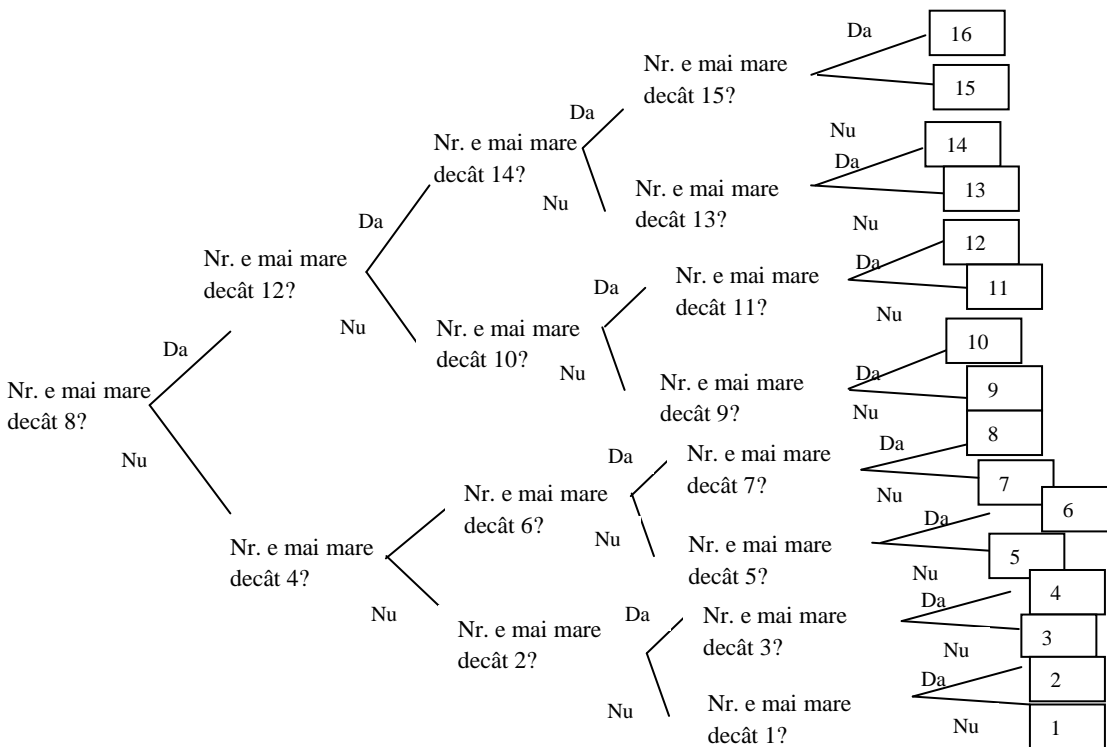 Da
16
Nr. e mai mare
decât 15?
15
Da
Nu
Nr. e mai mare
decât 14?
14
Da
Nr. e mai mare
decât 13?
13
Nu
Da
Nu
12
Nr. e mai mare
decât 12?
Da
Nr. e mai mare
decât 11?
11
Da
Nu
Nu
Nr. e mai mare
decât 10?
10
Da
Nu
Da
Nr. e mai mare
decât 9?
9
Nr. e mai mare
decât 8?
Nu
8
Da
Nu
Da
Nr. e mai mare
decât 7?
7
Nr. e mai mare
decât 6?
Nu
6
Da
Nu
Nr. e mai mare
decât 5?
5
Nr. e mai mare
decât 4?
Nu
4
Da
Nu
Da
Nr. e mai mare
decât 3?
3
Nr. e mai mare
decât 2?
Nu
2
Da
Nu
Nr. e mai mare
decât 1?
Nu
1